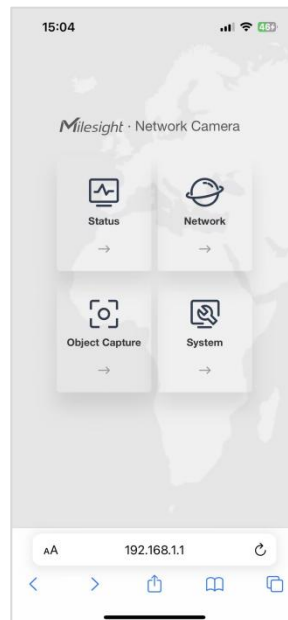 15:04 46
Milesight · Network Camera
Status Network
→ →
Object Capture System
→ →
AA 192.168.1.1